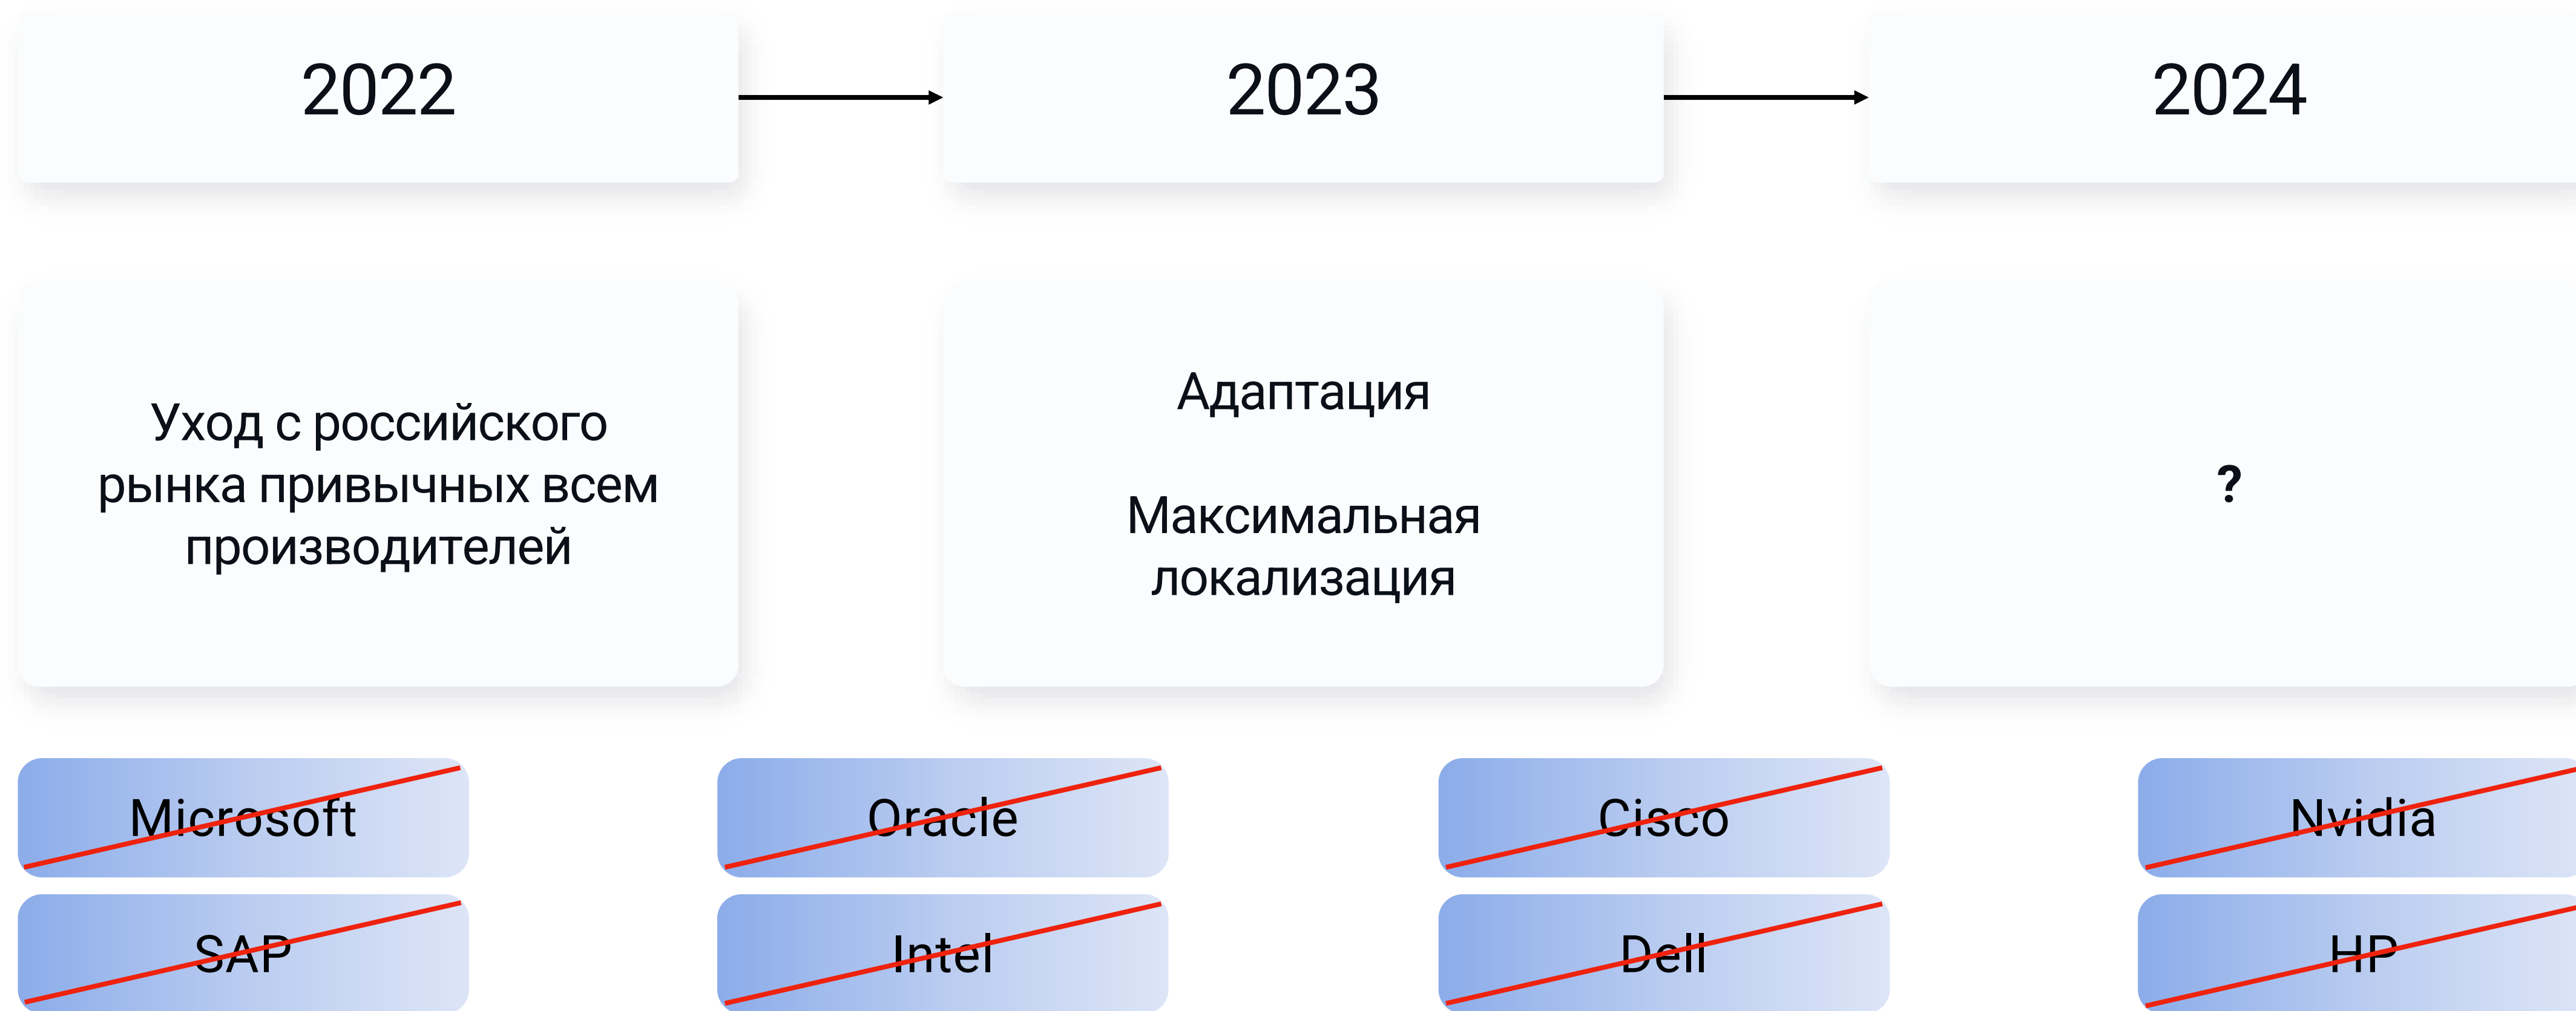 2022
2023
2024
Уход с российского
рынка привычных всем
производителей
Адаптация
Максимальная
локализация
?
Microsoft
Oracle
Cisco
Nvidia
SAP
Intel
Dell
HP